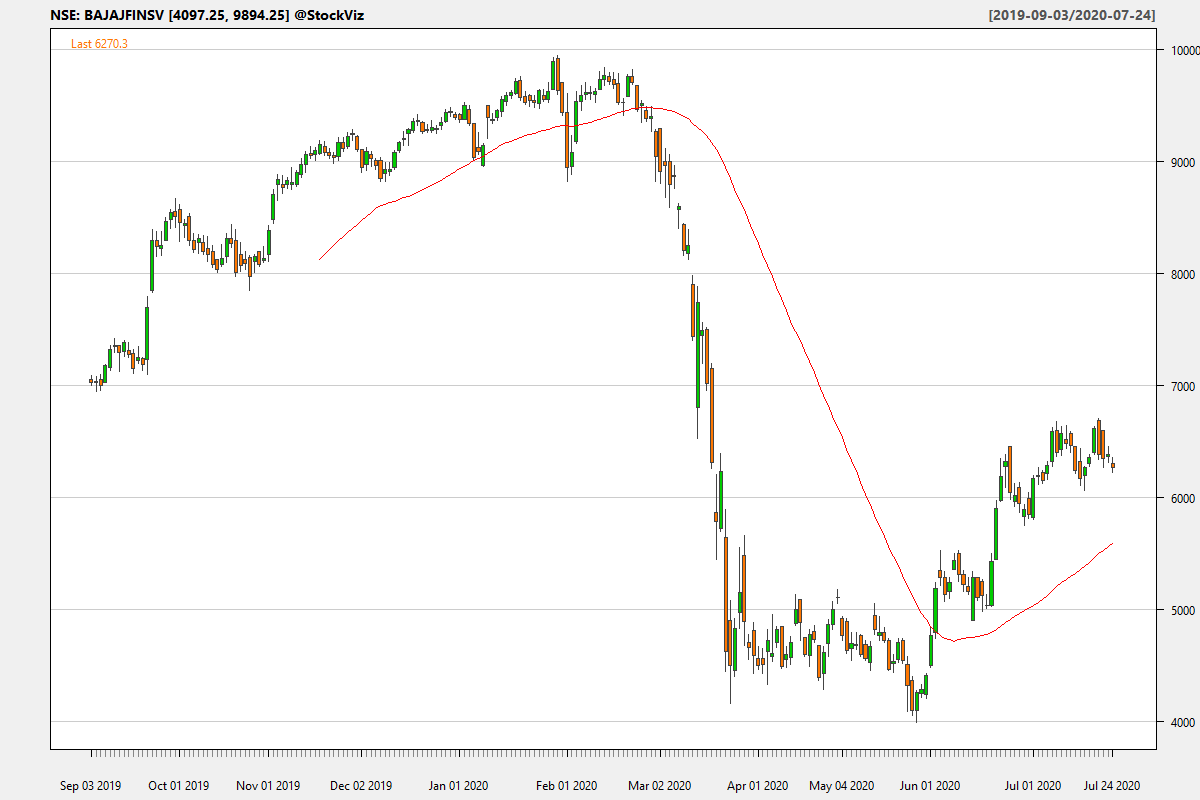 NSE: BAJAJFINSV [4097.25, 9894.25] @StockViz
[2019-09-03/2020-07-24]
Last 6270.3
10000
9000
8000
7000
6000
5000
4000
Sep 03 2019 Oct 01 2019 Nov 01 2019 Dec 02 2019 Jan 01 2020 Feb 01 2020 Mar 02 2020 Apr 01 2020 May 04 2020 Jun 01 2020 Jul 01 2020 Jul 24 2020